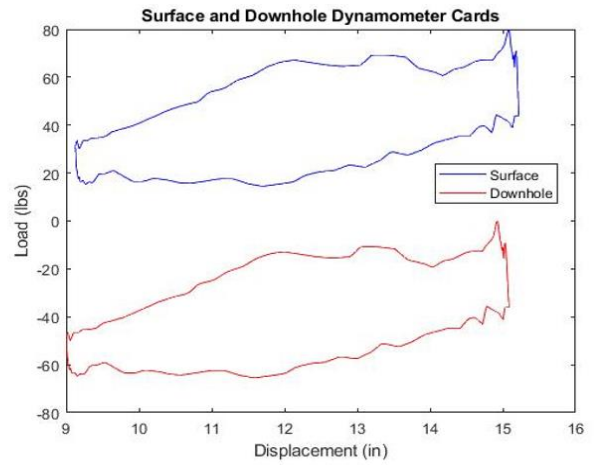 Surface and Downhole Dynamometer Cards
80
60
40
20
0
-20
-40
-60
-80
Load (lbs)
Surface
Downhole
9 10 11 12 13 14 15 16
Displacement (in)